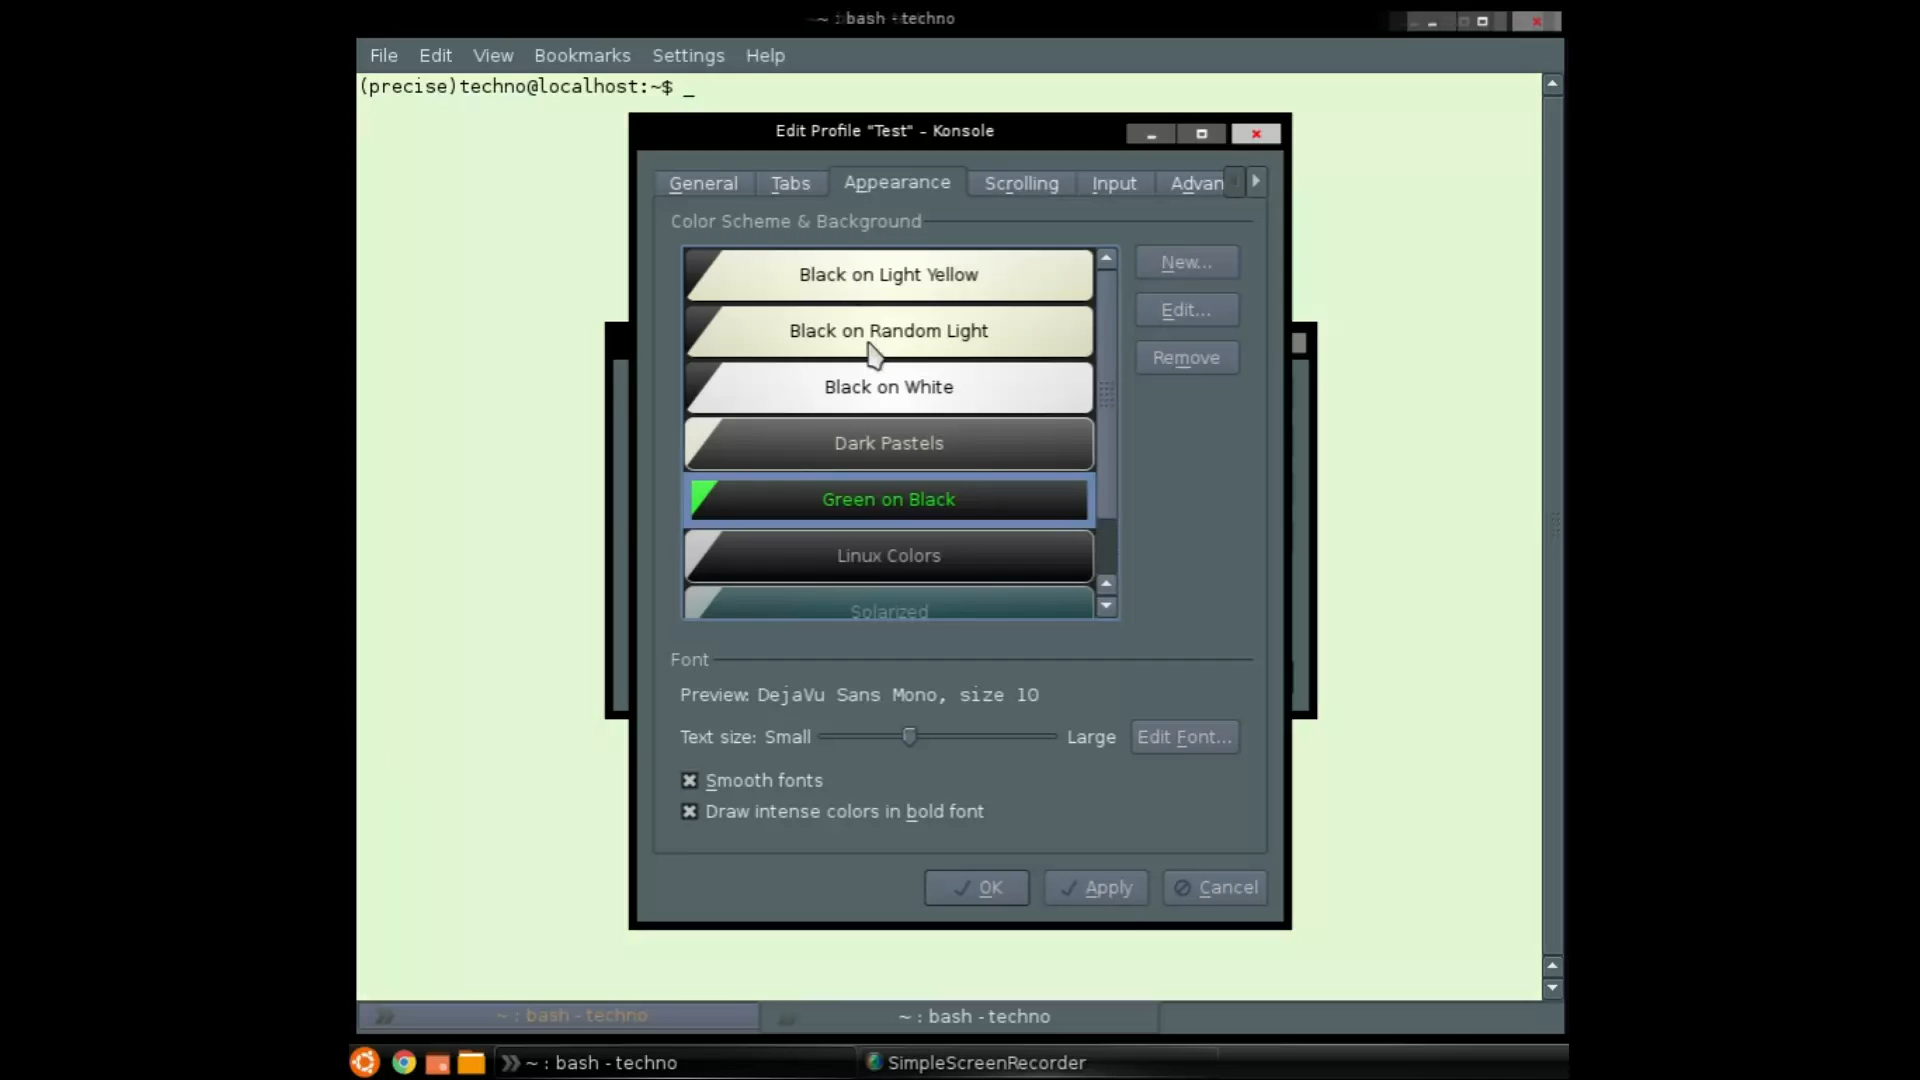 ~ : bash - techno
File Edit View Bookmarks Settings Help
(precise)techno@localhost:~$ _
Edit Profile "Test" – Konsole
General Tabs Appearance Scrolling Input Advan
Color Scheme & Background
Black on Light Yellow
New...
Black on Random Light
Edit...
Black on White
Remove
Dark Pastels
Green on Black
Linux Colors
Solarized
Font
Preview: DejaVu Sans Mono, size 10
Text size: Small Large Edit Font...
Smooth fonts
Draw intense colors in bold font
OK Apply Cancel
~ : bash - techno ~ : bash - techno
~ : bash - techno SimpleScreenRecorder